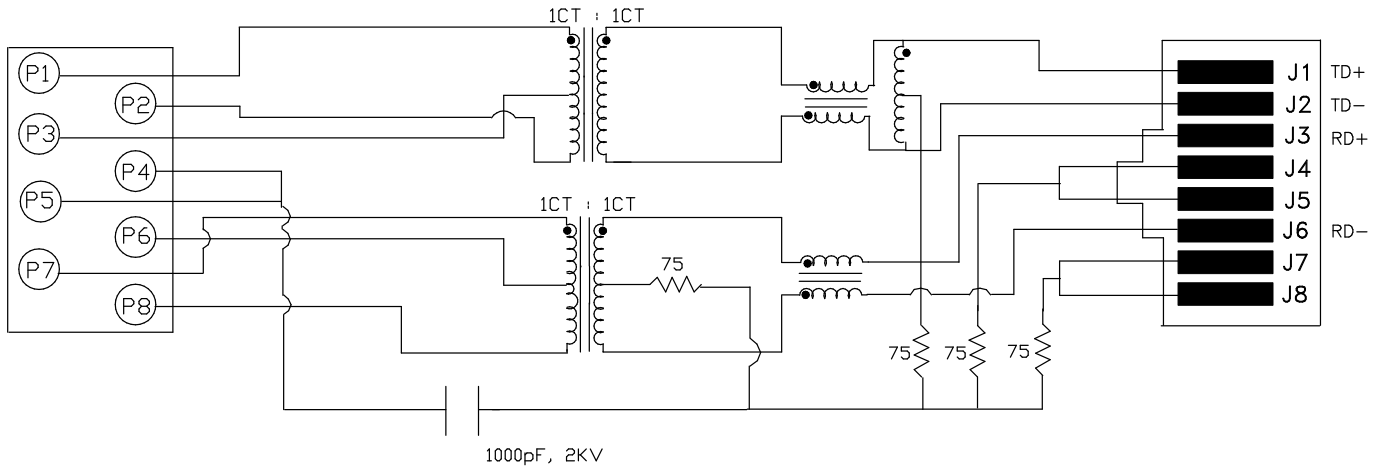 1CT : 1CT
P1
P2
P3
P4
P5
P6
P7
P8
1CT : 1CT
75
75
75
75
1000pF, 2KV
J1 TD+
J2 TD-
J3 RD+
J4
J5
J6 RD-
J7
J8